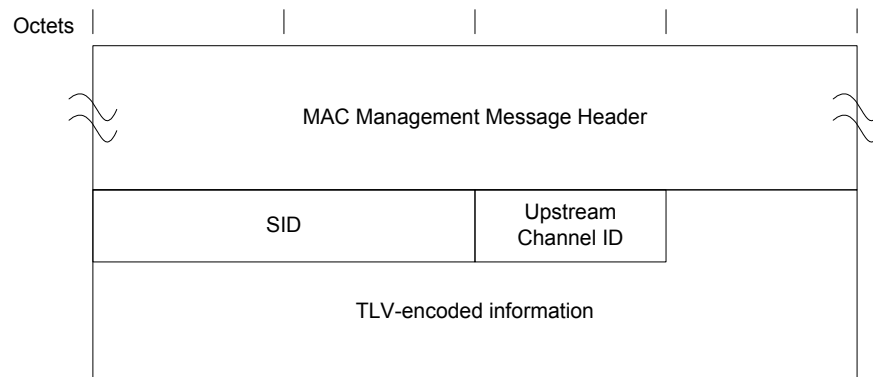 Octets
MAC Management Message Header
SID
Upstream
Channel ID
TLV-encoded information